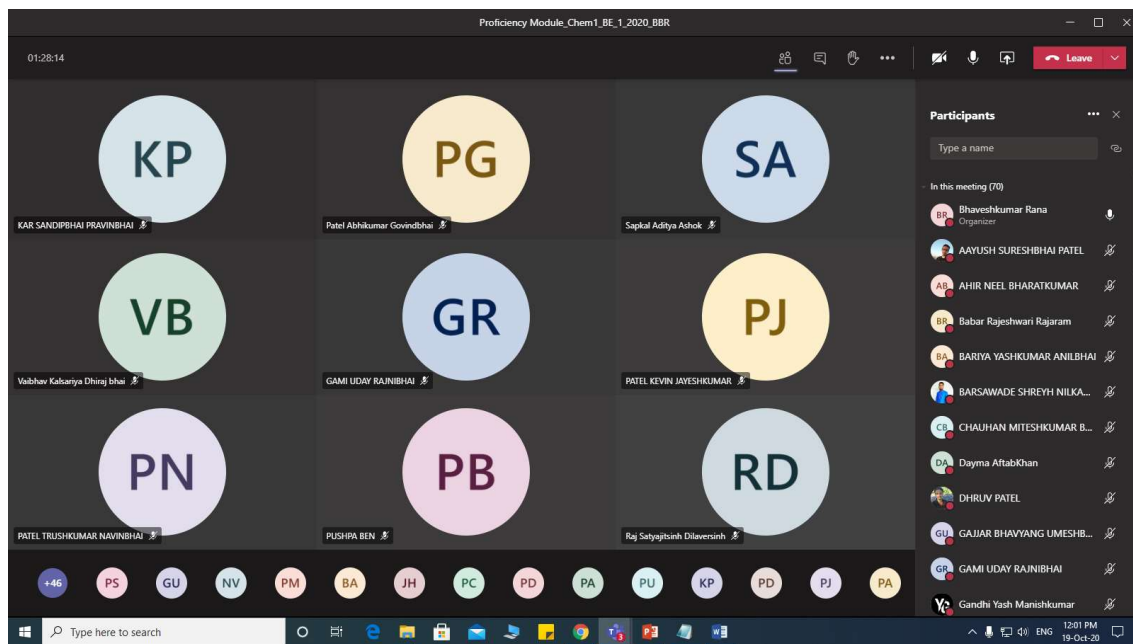 Proficiency Module_Chem1_BE_1_2020_BBR
01:28:14
Leave
KP
KAR SANDIPBHAI PRAVINBHAI
PG
Patel Abhikumar Govindbhai
SA
Sapkal Aditya Ashok
VB
Vaibhav Kalsariya Dhiraj bhai
GR
GAMI UDAY RAJNIBHAI
PJ
PATEL KEVIN JAYESHKUMAR
PN
PATEL TRUSHKUMAR NAVINBHAI
PB
PUSHPA BEN
RD
Raj Satyajitsinh Dilaversinh
+46 PS GU NV PM BA JH PC PD PA PU KP PD PJ PA
Participants
Type a name
In this meeting (70)
BR Bhaveshkumar Rana
Organizer
AAYUSH SURESHBHAI PATEL
AB AHIR NEEL BHARATKUMAR
BR Babar Rajeshwari Rajaram
BA BARIYA YASHKUMAR ANILBHAI
BARSAWADE SHREYH NILKA...
CB CHAUHAN MITESHKUMAR B...
DA Dayma AftabKhan
DHRUV PATEL
GU GAJJAR BHAVYANG UMESHB...
GR GAMI UDAY RAJNIBHAI
Gandhi Yash Manishkumar
Type here to search
ENG
12:01 PM
19-Oct-20